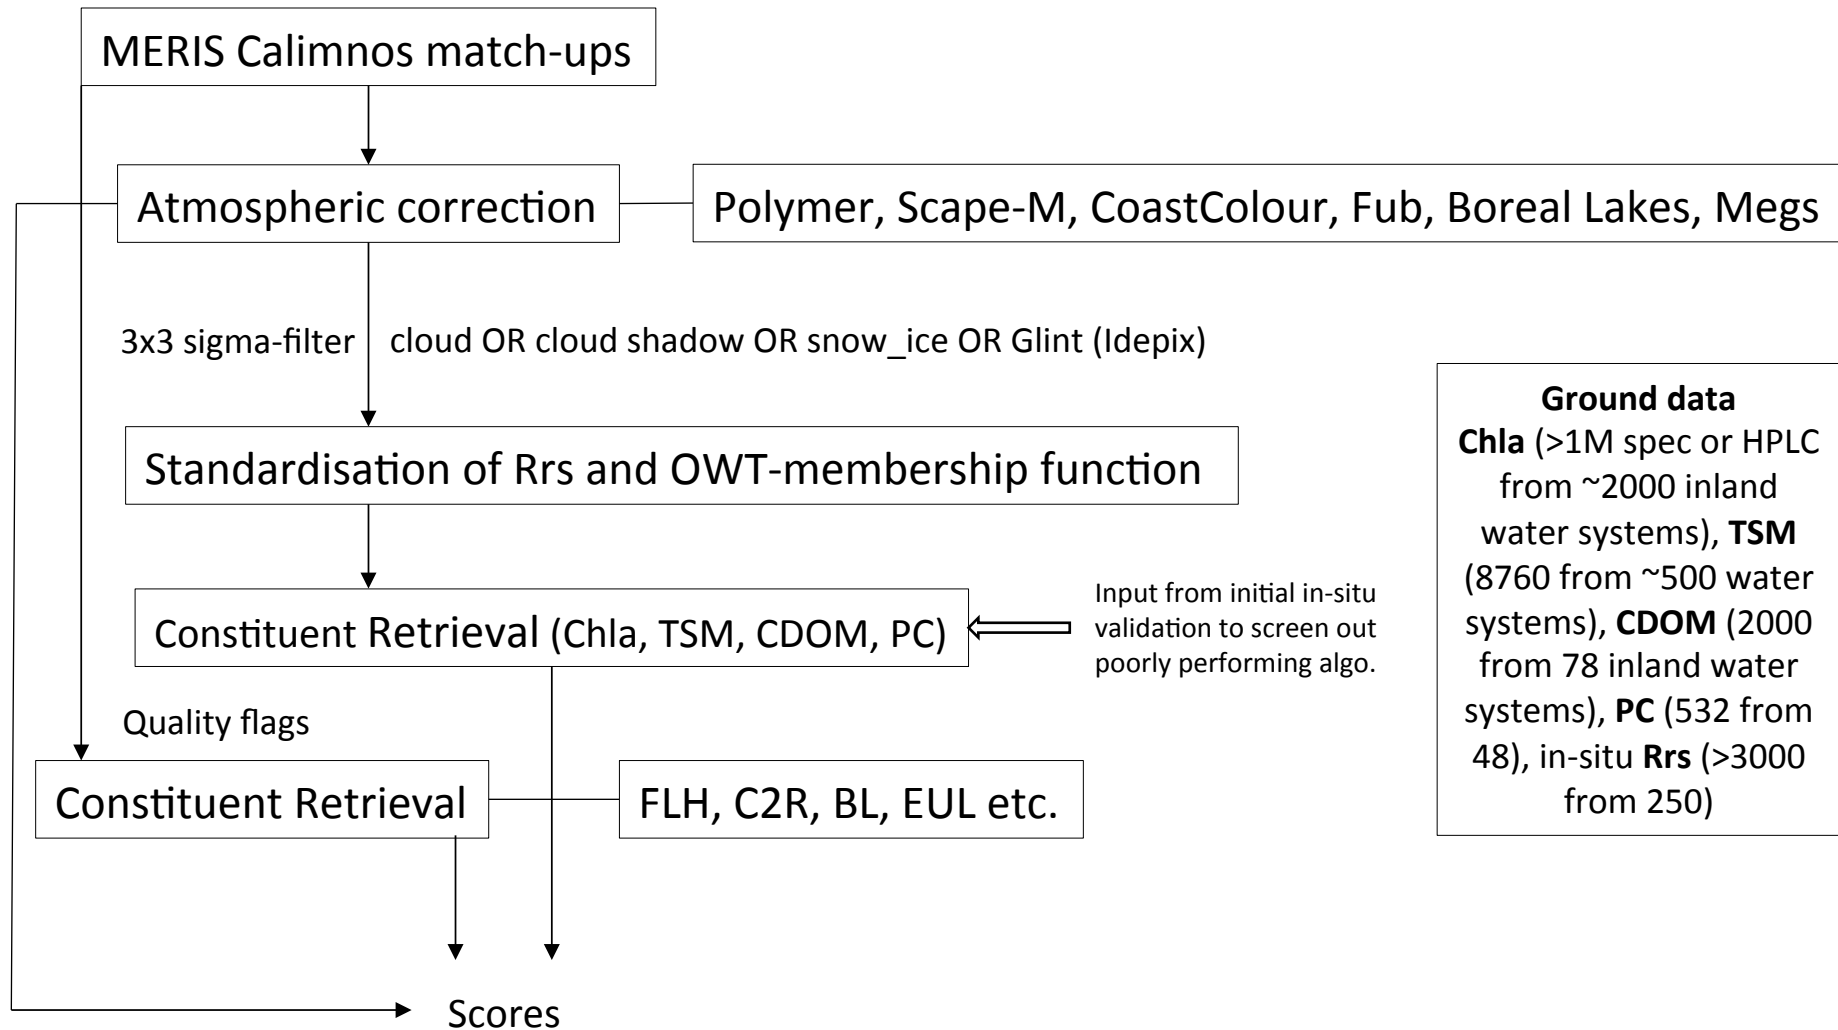 MERIS Calimnos match-ups
Atmospheric correction
Polymer, Scape-M, CoastColour, Fub, Boreal Lakes, Megs
3x3 sigma-filter
cloud OR cloud shadow OR snow_ice OR Glint (Idepix)
Standardisation of Rrs and OWT-membership function
Constituent Retrieval (Chla, TSM, CDOM, PC)
Input from initial in-situ
validation to screen out
poorly performing algo.
Quality flags
Constituent Retrieval
FLH, C2R, BL, EUL etc.
Scores
Ground data
Chla (>1M spec or HPLC
from ~2000 inland
water systems), TSM
(8760 from ~500 water
systems), CDOM (2000
from 78 inland water
systems), PC (532 from
48), in-situ Rrs (>3000
from 250)